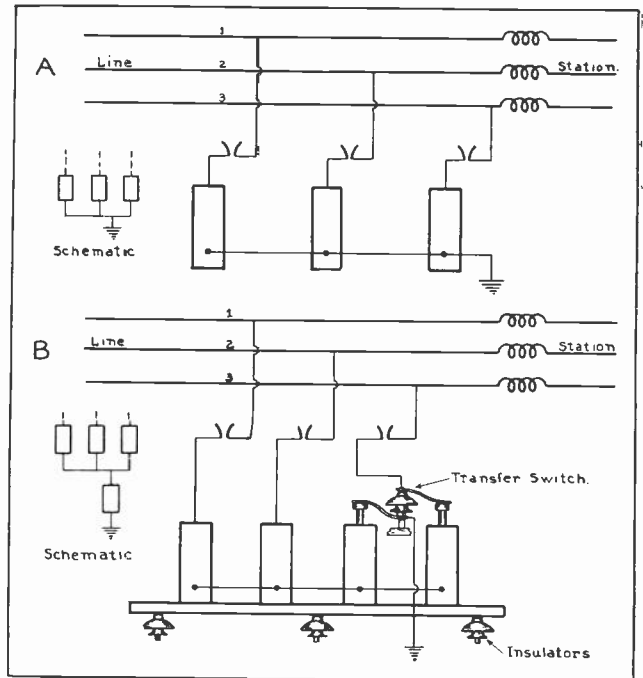 1
A
Line 2 Station.
3
Schematic
1
B
Line 2 Station
3
Transfer Switch.
Schematic
Insulators